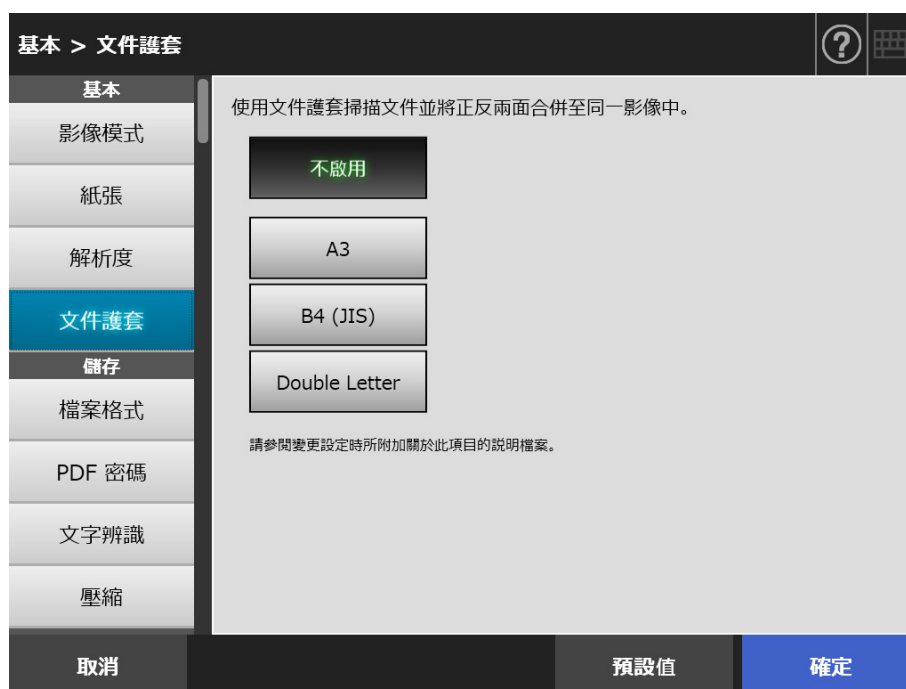 基本 > 文件護套
?
基本
影像模式
紙張
解析度
文件護套
儲存
檔案格式
PDF 密碼
文字辨識
壓縮
使用文件護套掃描文件並將正反兩面合併至同一影像中。
不啟用
A3
B4 (JIS)
Double Letter
請參閱變更設定時所附加關於此項目的説明檔案。
取消
預設值
確定